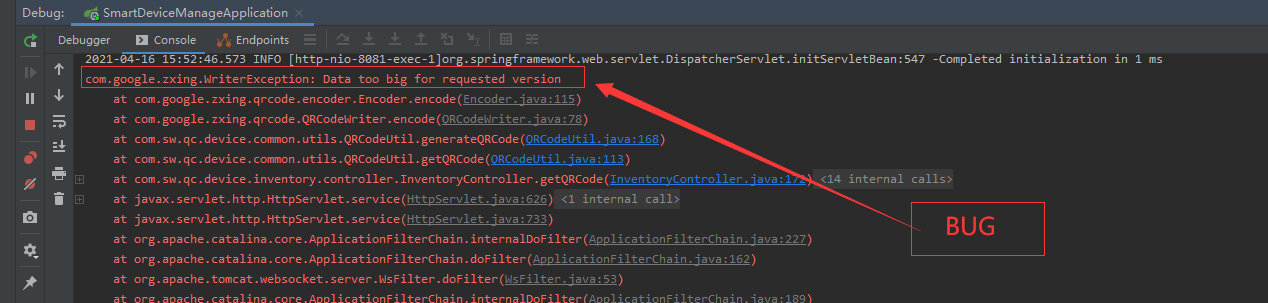 Debug: SmartDeviceManageApplication ×
Debugger Console Endpoints
2021-04-16 15:52:46.573 INFO [http-nio-8081-exec-1]org.springframework.web.servlet.DispatcherServlet.initServletBean:547 -Completed initialization in 1 ms
com.google.zxing.WriterException: Data too big for requested version
at com.google.zxing.qrcode.encoder.Encoder.encode(Encoder.java:115)
at com.google.zxing.qrcode.QRCodeWriter.encode(QRCodeWriter.java:78)
at com.sw.qc.device.common.utils.QRCodeUtil.generateQRCode(QRCodeUtil.java:168)
at com.sw.qc.device.common.utils.QRCodeUtil.getQRCode(QRCodeUtil.java:113)
at com.sw.qc.device.inventory.controller.InventoryController.getQRCode(InventoryController.java:172) <14 internal calls>
at javax.servlet.http.HttpServlet.service(HttpServlet.java:626) <1 internal call>
at javax.servlet.http.HttpServlet.service(HttpServlet.java:733)
at org.apache.catalina.core.ApplicationFilterChain.internalDoFilter(ApplicationFilterChain.java:227)
at org.apache.catalina.core.ApplicationFilterChain.doFilter(ApplicationFilterChain.java:162)
at org.apache.tomcat.websocket.server.WsFilter.doFilter(WsFilter.java:53)
at org.apache.catalina.core.ApplicationFilterChain.internalDoFilter(ApplicationFilterChain.java:189)
BUG